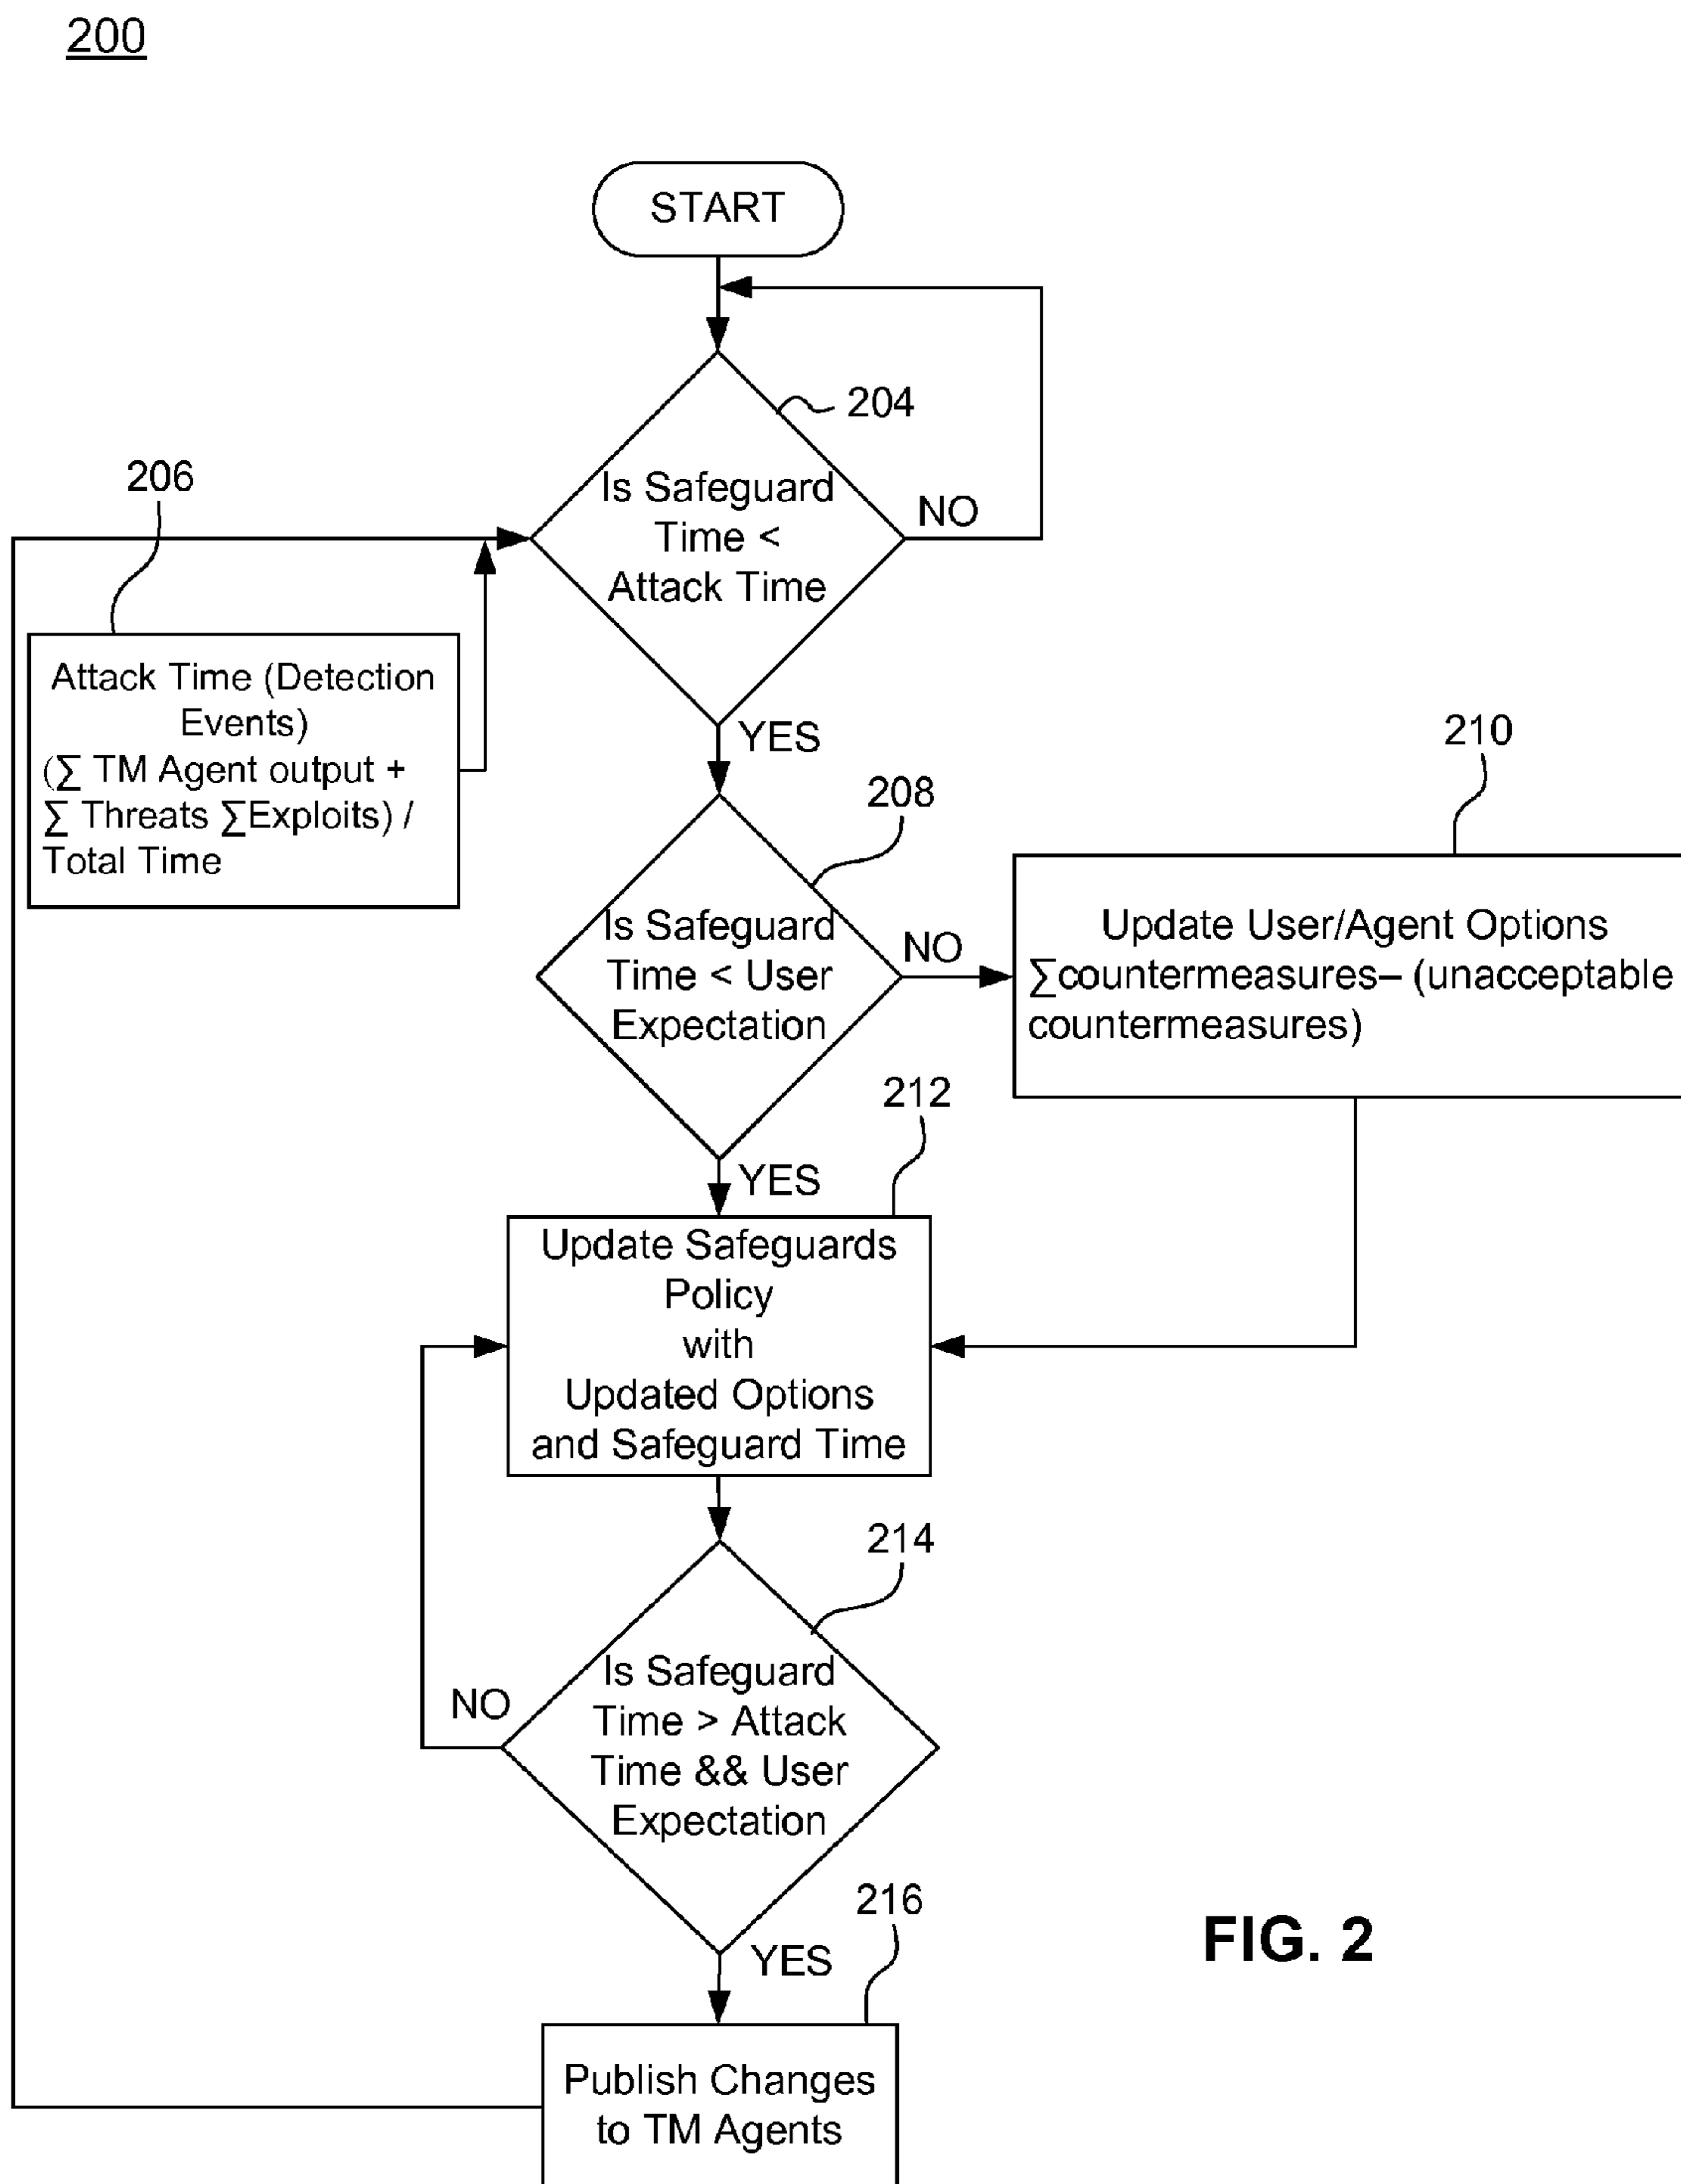 200
START
204
Is Safeguard
Time <
Attack Time
NO
206
Attack Time (Detection
Events)
(∑ TM Agent output +
∑ Threats ∑Exploits) /
Total Time
YES
208
Is Safeguard
Time < User
Expectation
NO
210
Update User/Agent Options
∑countermeasures– (unacceptable
countermeasures)
YES
212
Update Safeguards
Policy
with
Updated Options
and Safeguard Time
214
Is Safeguard
Time > Attack
Time && User
Expectation
NO
YES
216
Publish Changes
to TM Agents
FIG. 2